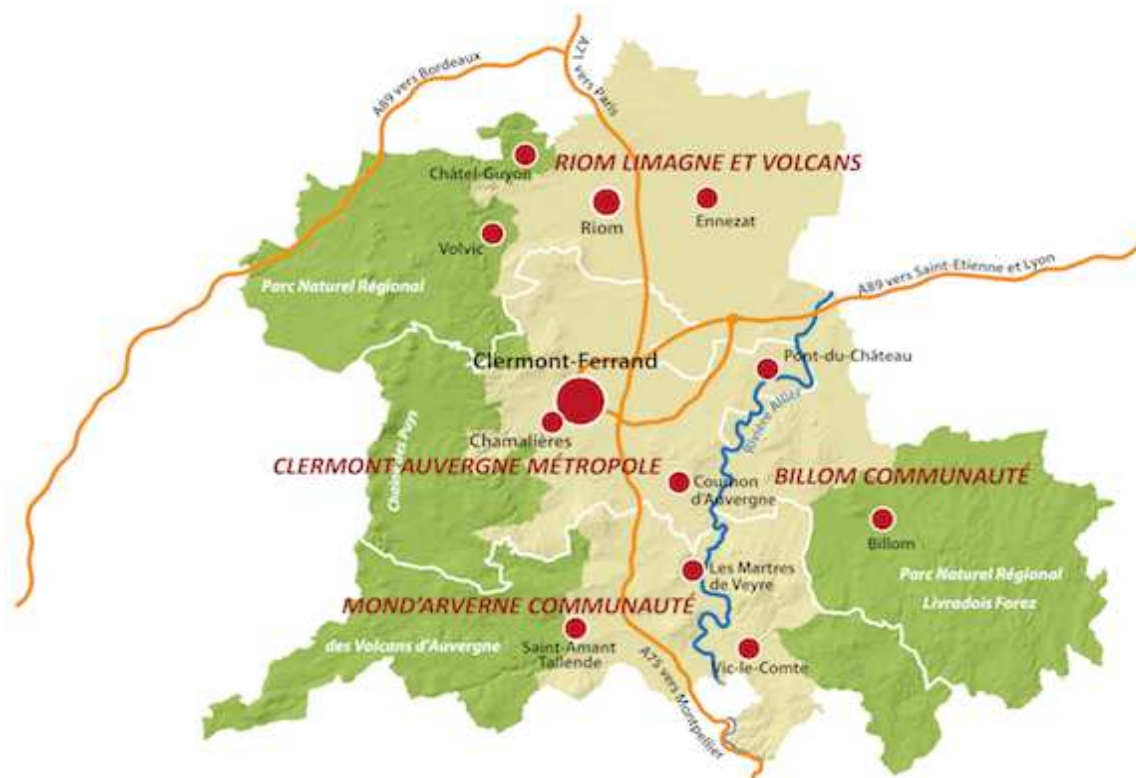 A71 vers Paris
A89 vers Bordeaux
RIOM LIMAGNE ET VOLCANS
Châtel-Guyon
Riom
Ennezat
Volvic
Parc Naturel Régional
A89 vers Saint-Etienne et Lyon
Clermont-Ferrand
Pont-du-Château
Rivière Allier
Chamalières
Chaîne des Puys
CLERMONT AUVERGNE MÉTROPOLE
BILLOM COMMUNAUTÉ
Cournon
d'Auvergne
Billom
Les Martres
de Veyre
Parc Naturel Régional
Livradois Forez
MOND'ARVERNE COMMUNAUTÉ
des Volcans d'Auvergne
Saint-Amant
Tallende
Vic-le-Comte
A75 vers Montpellier